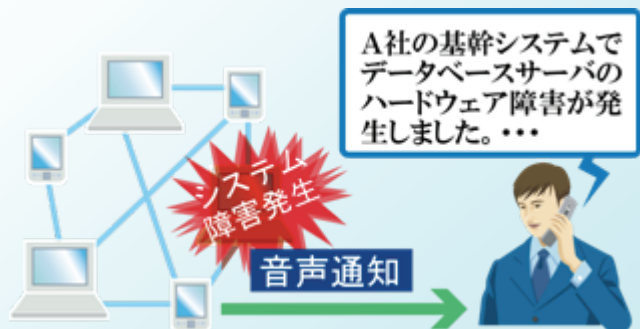 A社の基幹システムで
データベースサーバの
ハードウェア障害が発
生しました。・・・
システム
障害発生
音声通知